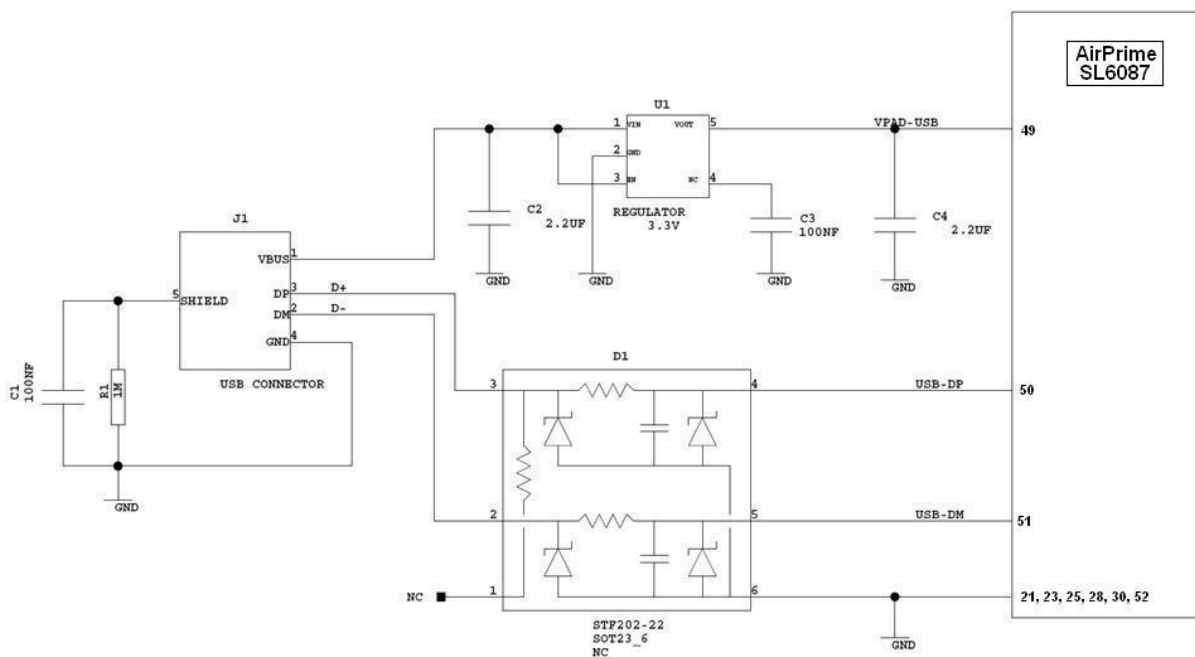 AirPrime
SL6087
U1
1
VIN
VOUT
5
VPAD-USB
49
2
GND
3
EN
NC
4
REGULATOR
3.3V
C2
2.2UF
C3
100NF
C4
2.2UF
GND
GND
GND
GND
J1
VBUS
1
5
SHIELD
DP
3
D+
DM
2
D-
GND
4
USB CONNECTOR
C1
100NF
R1
1M
GND
D1
3
4
USB-DP
50
2
5
USB-DM
51
NC
1
6
21, 23, 25, 28, 30, 52
GND
STF202-22
SOT23_6
NC